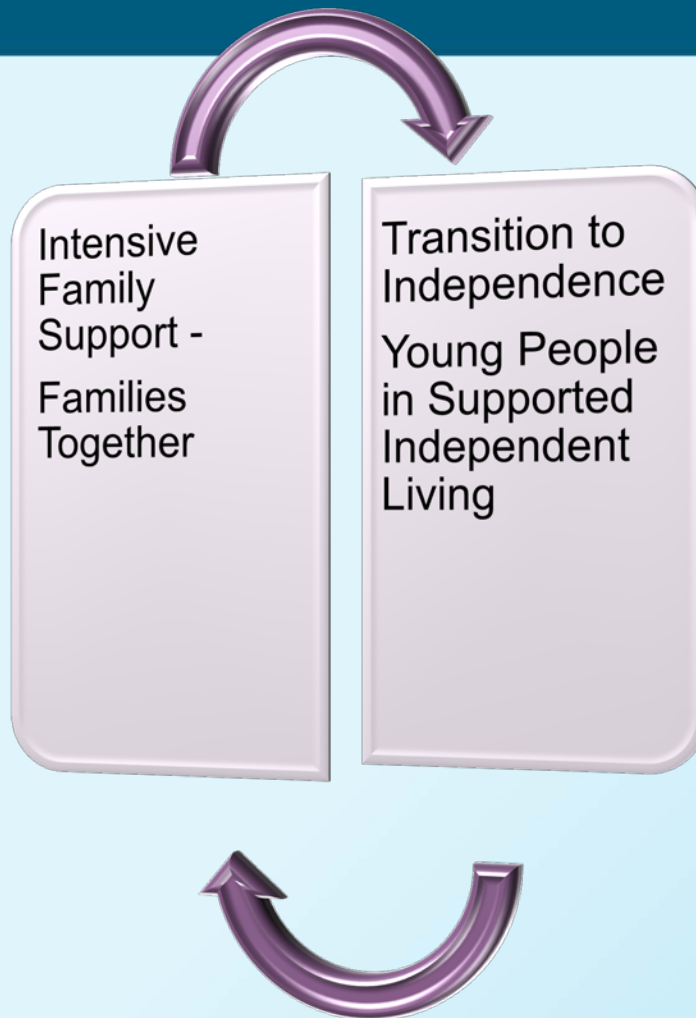 Intensive
Family
Support -
Families
Together
Transition to
Independence
Young People
in Supported
Independent
Living